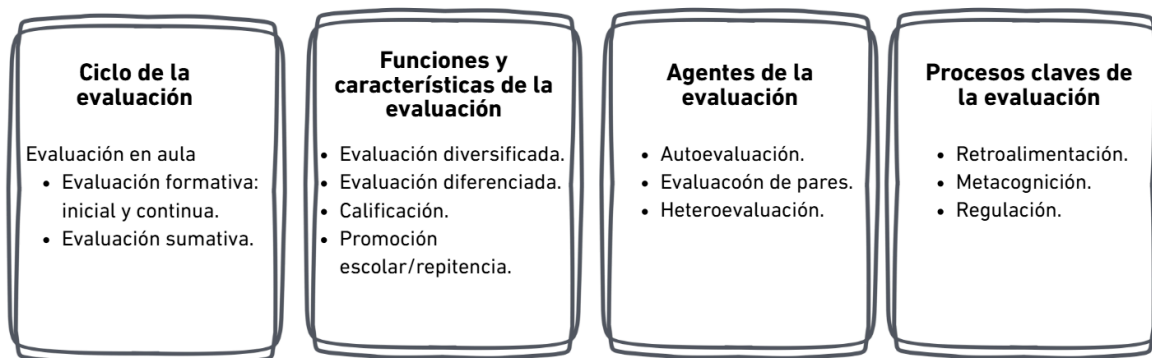 Ciclo de la
evaluación
Evaluación en aula
• Evaluación formativa:
inicial y continua.
• Evaluación sumativa.
Funciones y
características de la
evaluación
• Evaluación diversificada.
• Evaluación diferenciada.
• Calificación.
• Promoción
escolar/repitencia.
Agentes de la
evaluación
• Autoevaluación.
• Evaluacoón de pares.
• Heteroevaluación.
Procesos claves de
la evaluación
• Retroalimentación.
• Metacognición.
• Regulación.